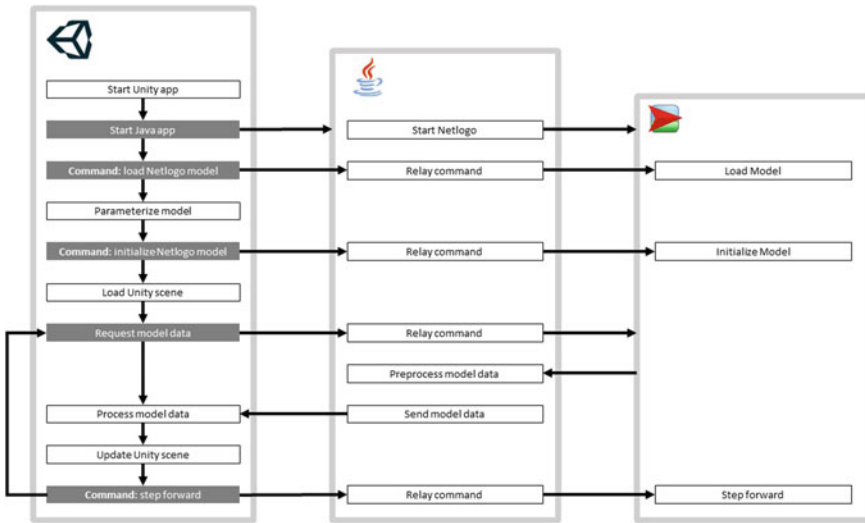 Start Unity app
Start Java app
Start Netlogo
Command: load Netlogo model
Relay command
Load Model
Parameterize model
Command: initialize Netlogo model
Relay command
Initialize Model
Load Unity scene
Request model data
Relay command
Preprocess model data
Process model data
Send model data
Update Unity scene
Command: step forward
Relay command
Step forward